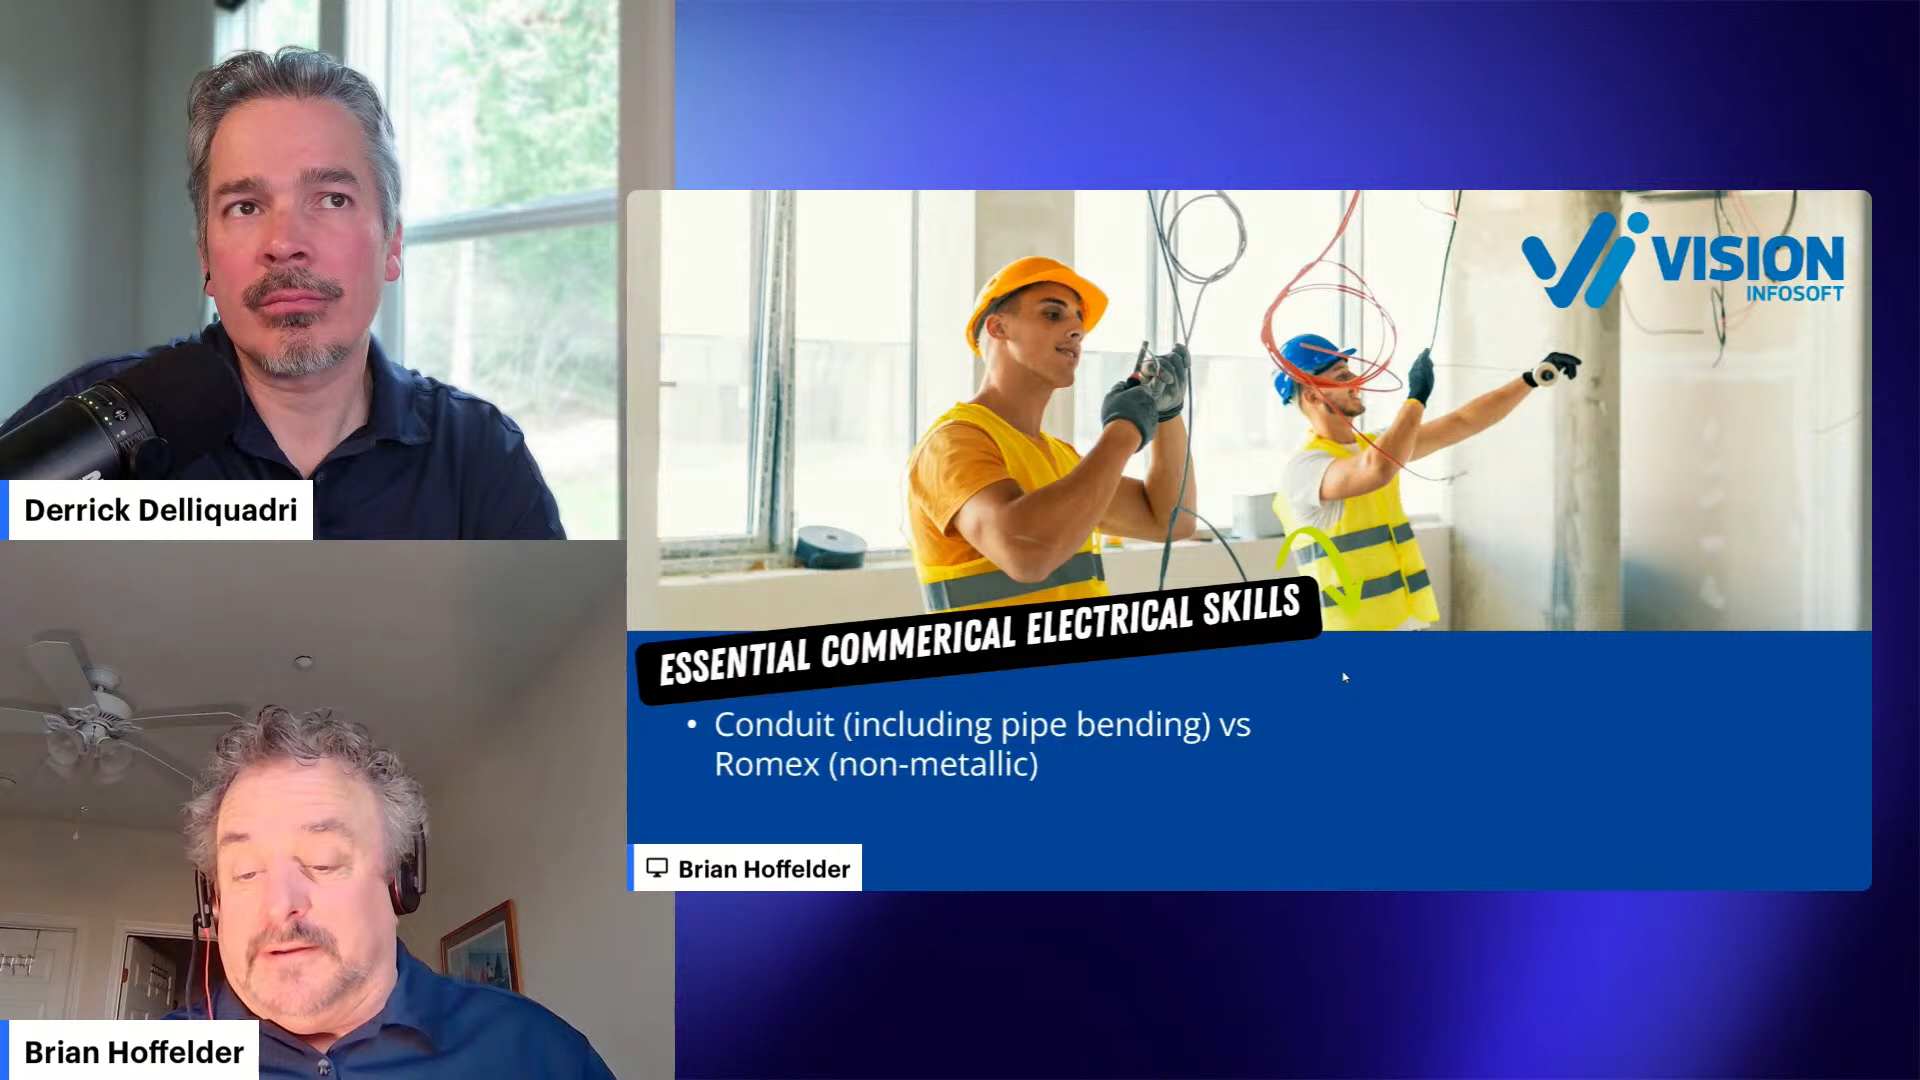 Derrick Delliquadri
Brian Hoffelder
VISION
INFOSOFT
ESSENTIAL COMMERICAL ELECTRICAL SKILLS
• Conduit (including pipe bending) vs
Romex (non-metallic)
Brian Hoffelder